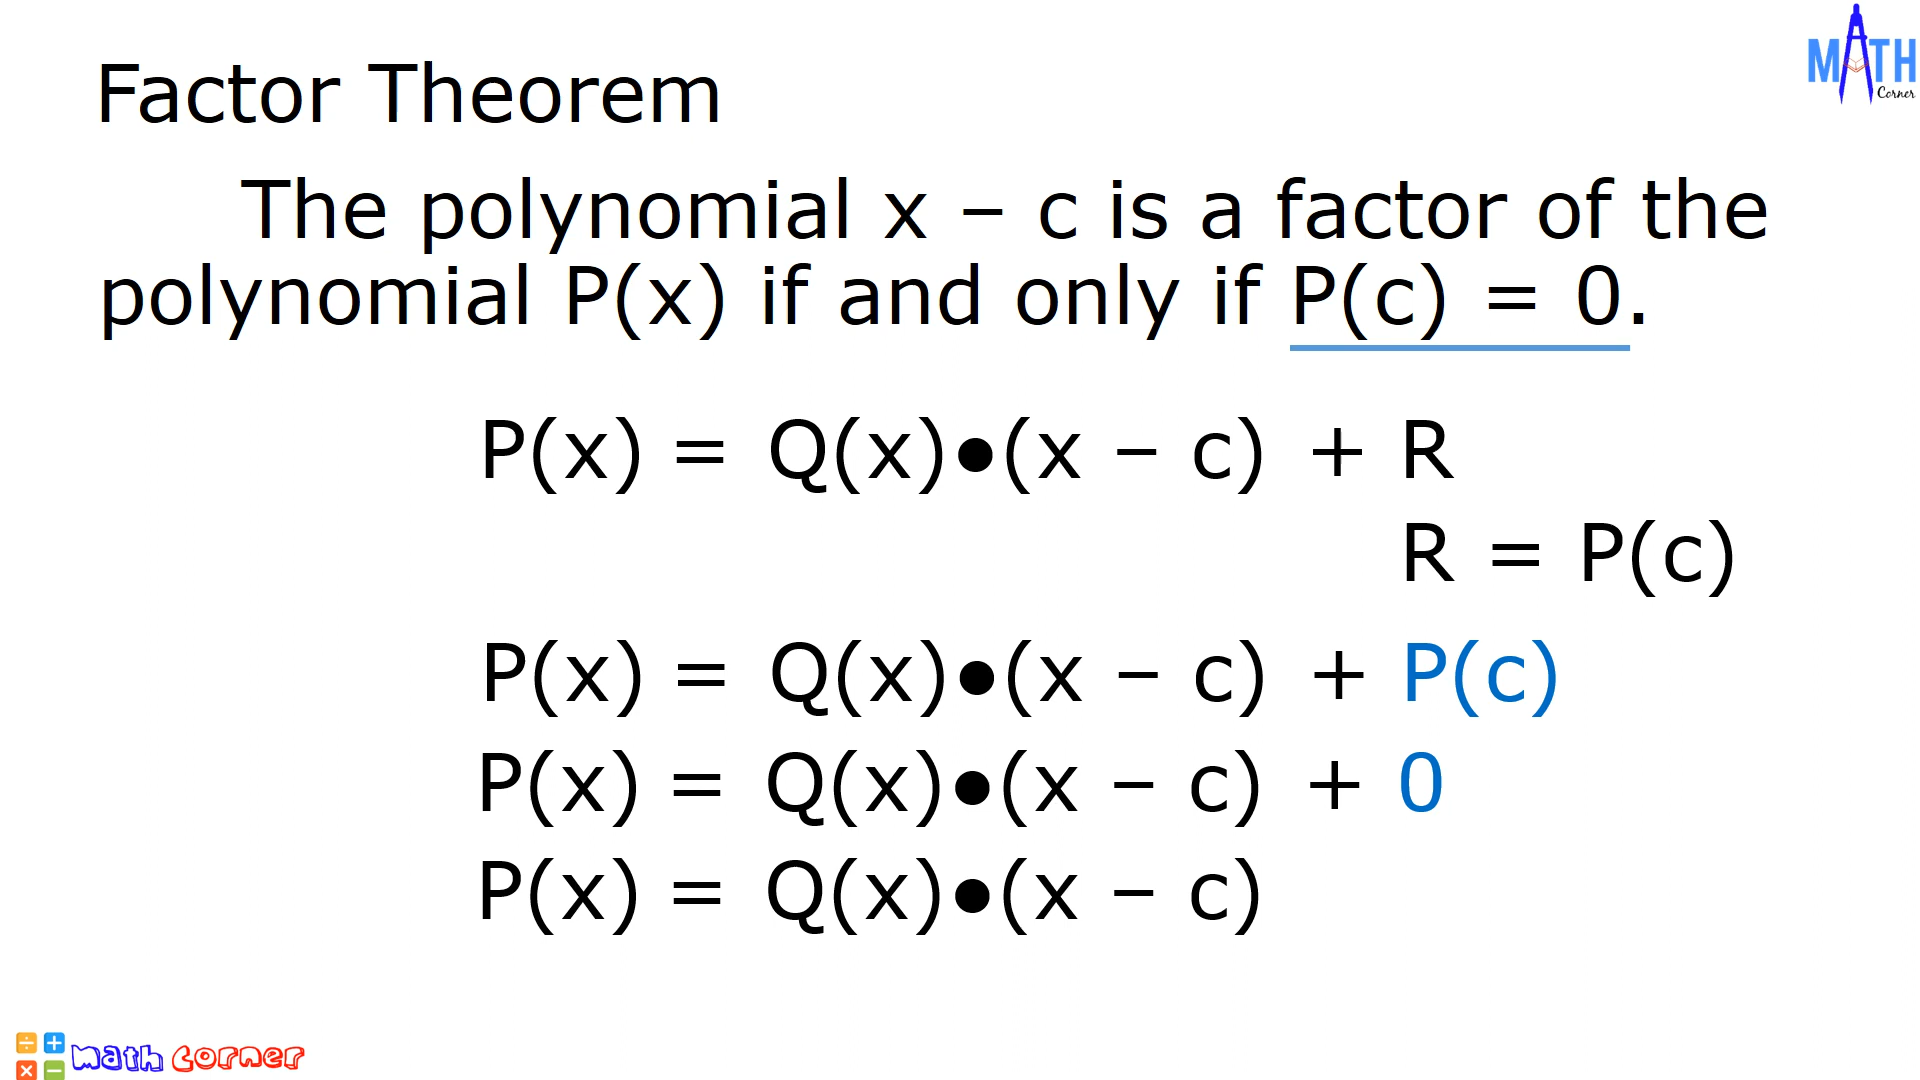 MATH
Corner
Factor Theorem
The polynomial x – c is a factor of the
polynomial P(x) if and only if P(c) = 0.
P(x) = Q(x)●(x – c) + R
R = P(c)
P(x) = Q(x)●(x – c) + P(c)
P(x) = Q(x)●(x – c) + 0
P(x) = Q(x)●(x – c)
÷ +
× −
math corner